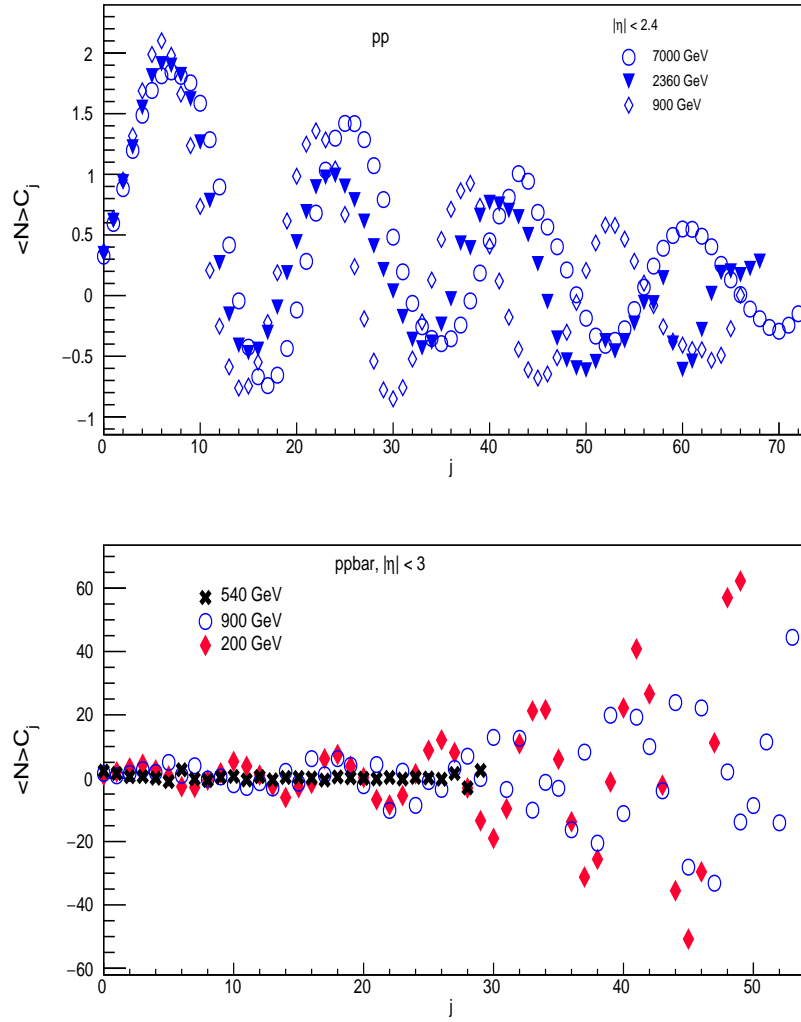 pp
|η| < 2.4
7000 GeV
2360 GeV
900 GeV
<N>C_j
2
1.5
1
0.5
0
−0.5
−1
0 10 20 30 40 50 60 70
j
ppbar, |η| < 3
540 GeV
900 GeV
200 GeV
<N>C_j
60
40
20
0
−20
−40
−60
0 10 20 30 40 50
j